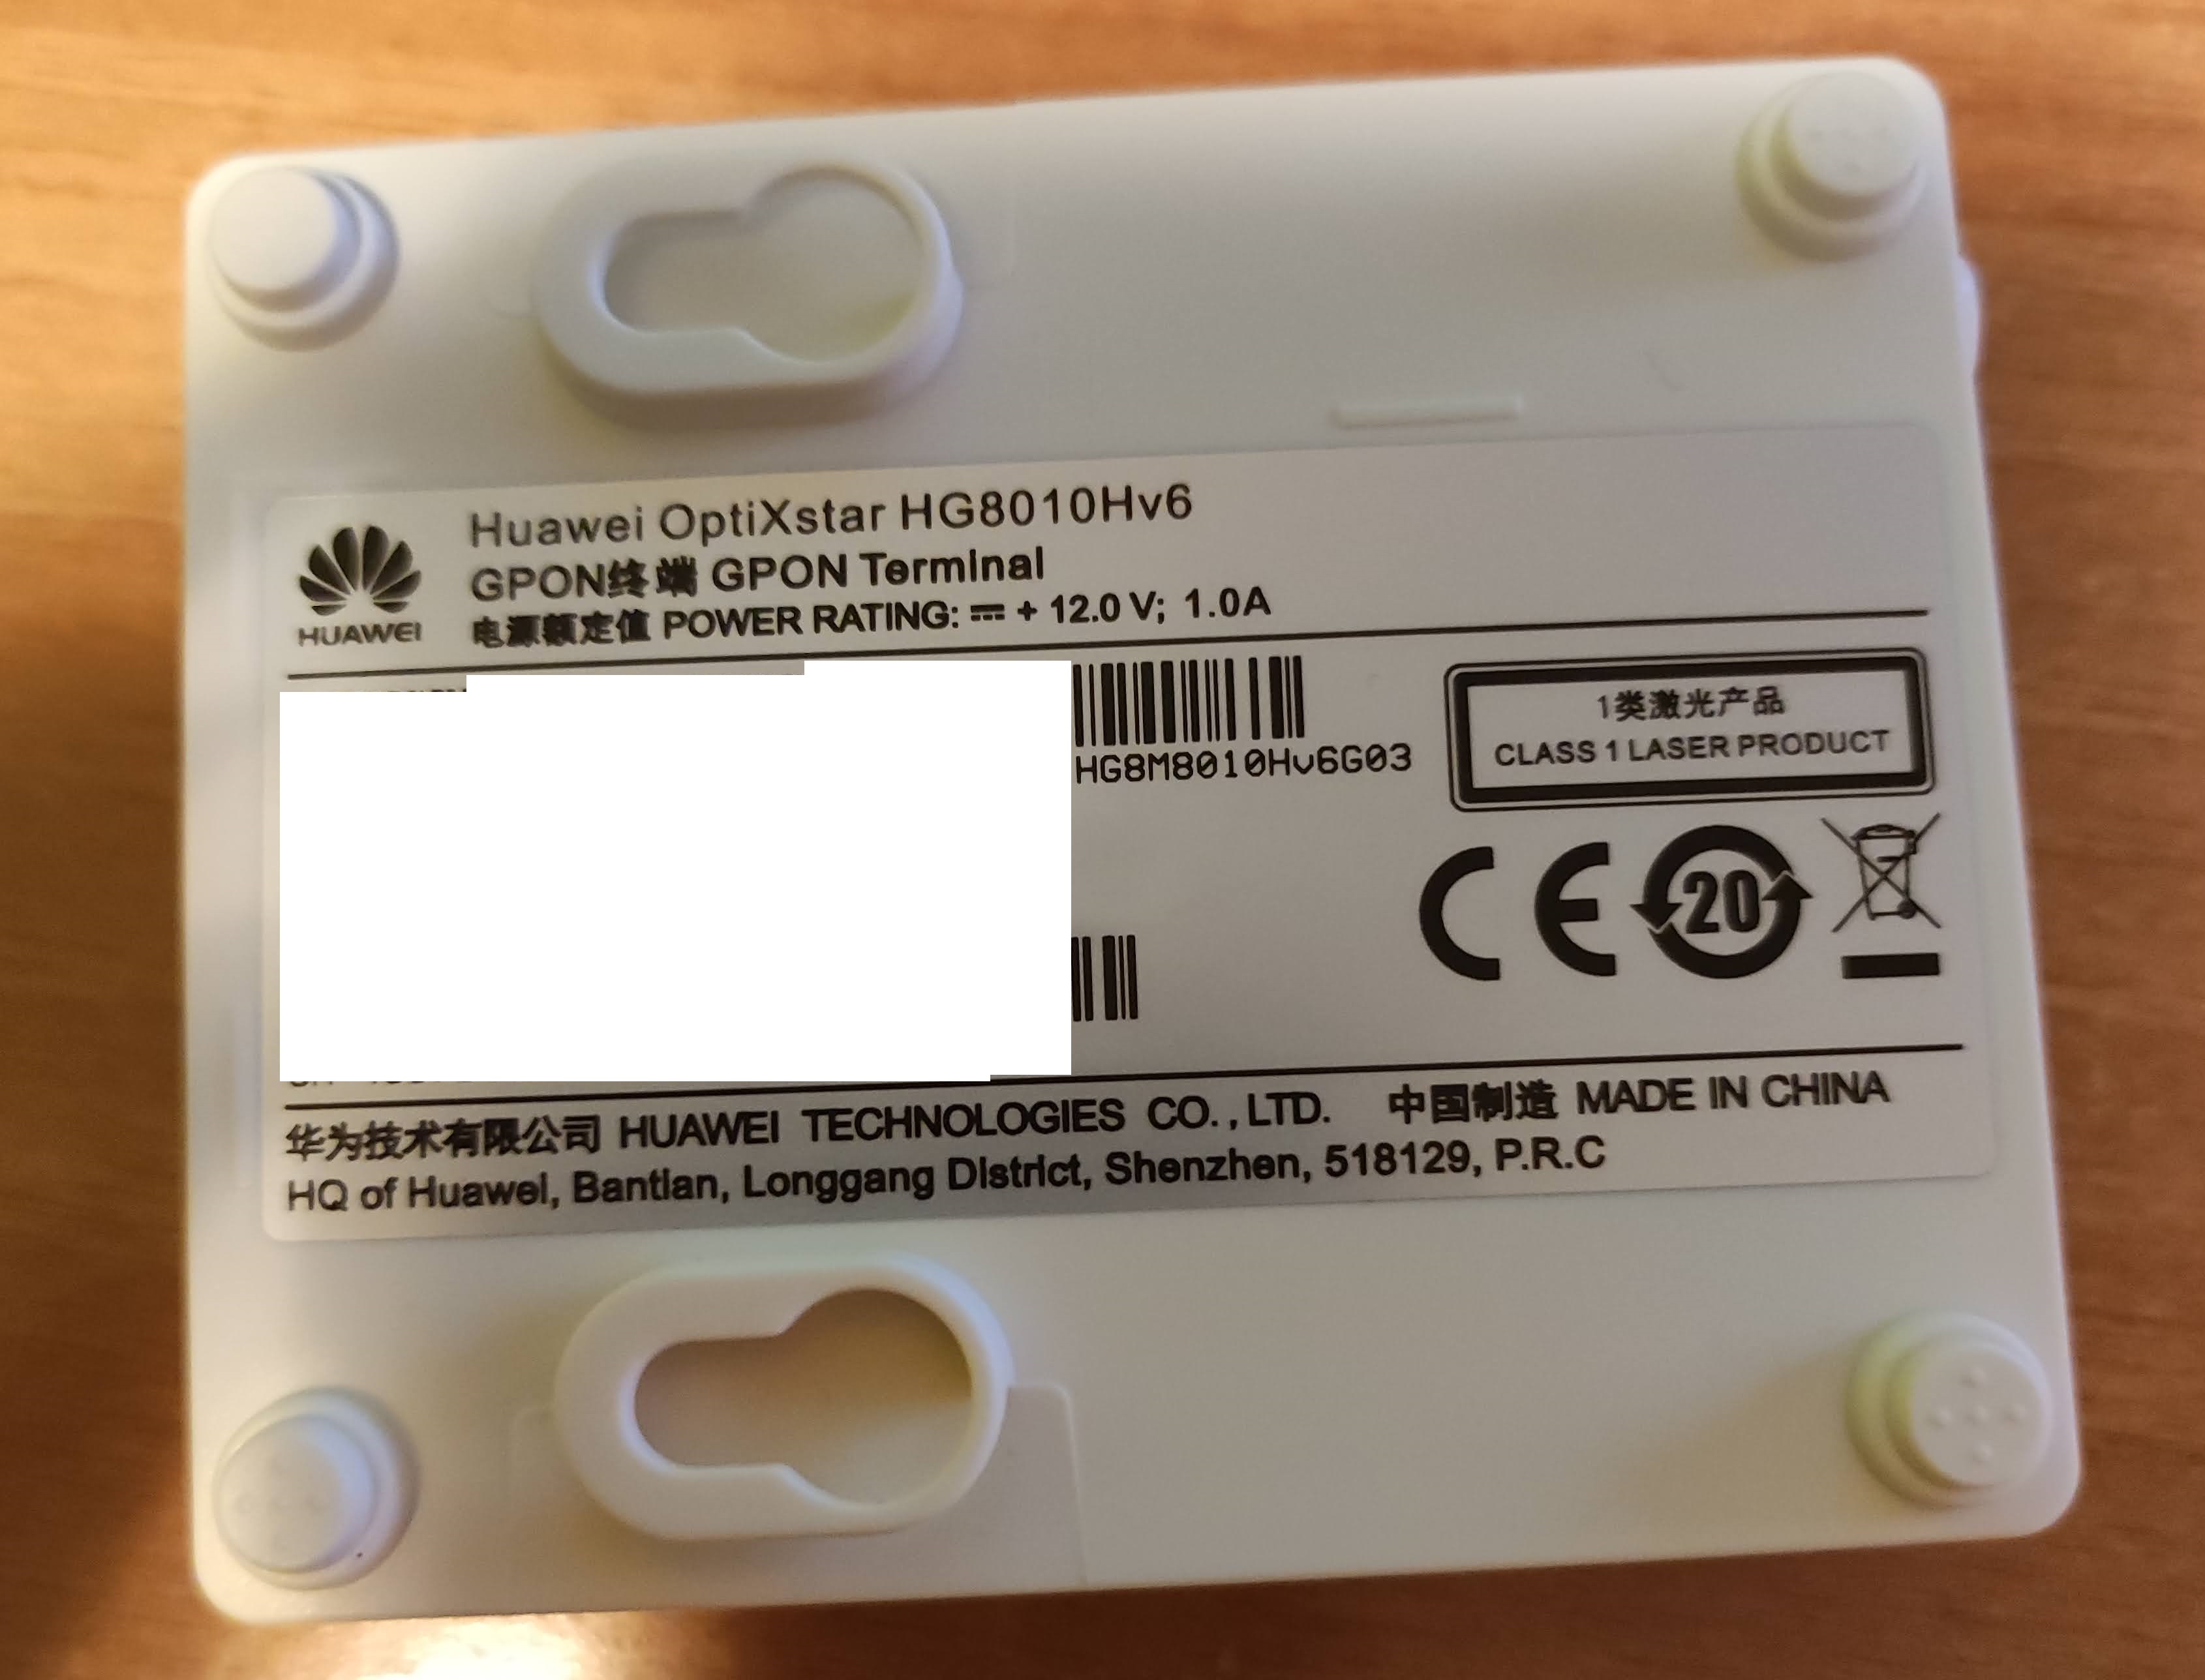 Huawei OptiXstar HG8010Hv6
GPON终端 GPON Terminal
HUAWEI
电源额定值 POWER RATING: ⎓ + 12.0 V; 1.0A
HG8M8010Hv6G03
1类激光产品
CLASS 1 LASER PRODUCT
CE
20
华为技术有限公司 HUAWEI TECHNOLOGIES CO., LTD. 中国制造 MADE IN CHINA
HQ of Huawei, Bantian, Longgang District, Shenzhen, 518129, P.R.C